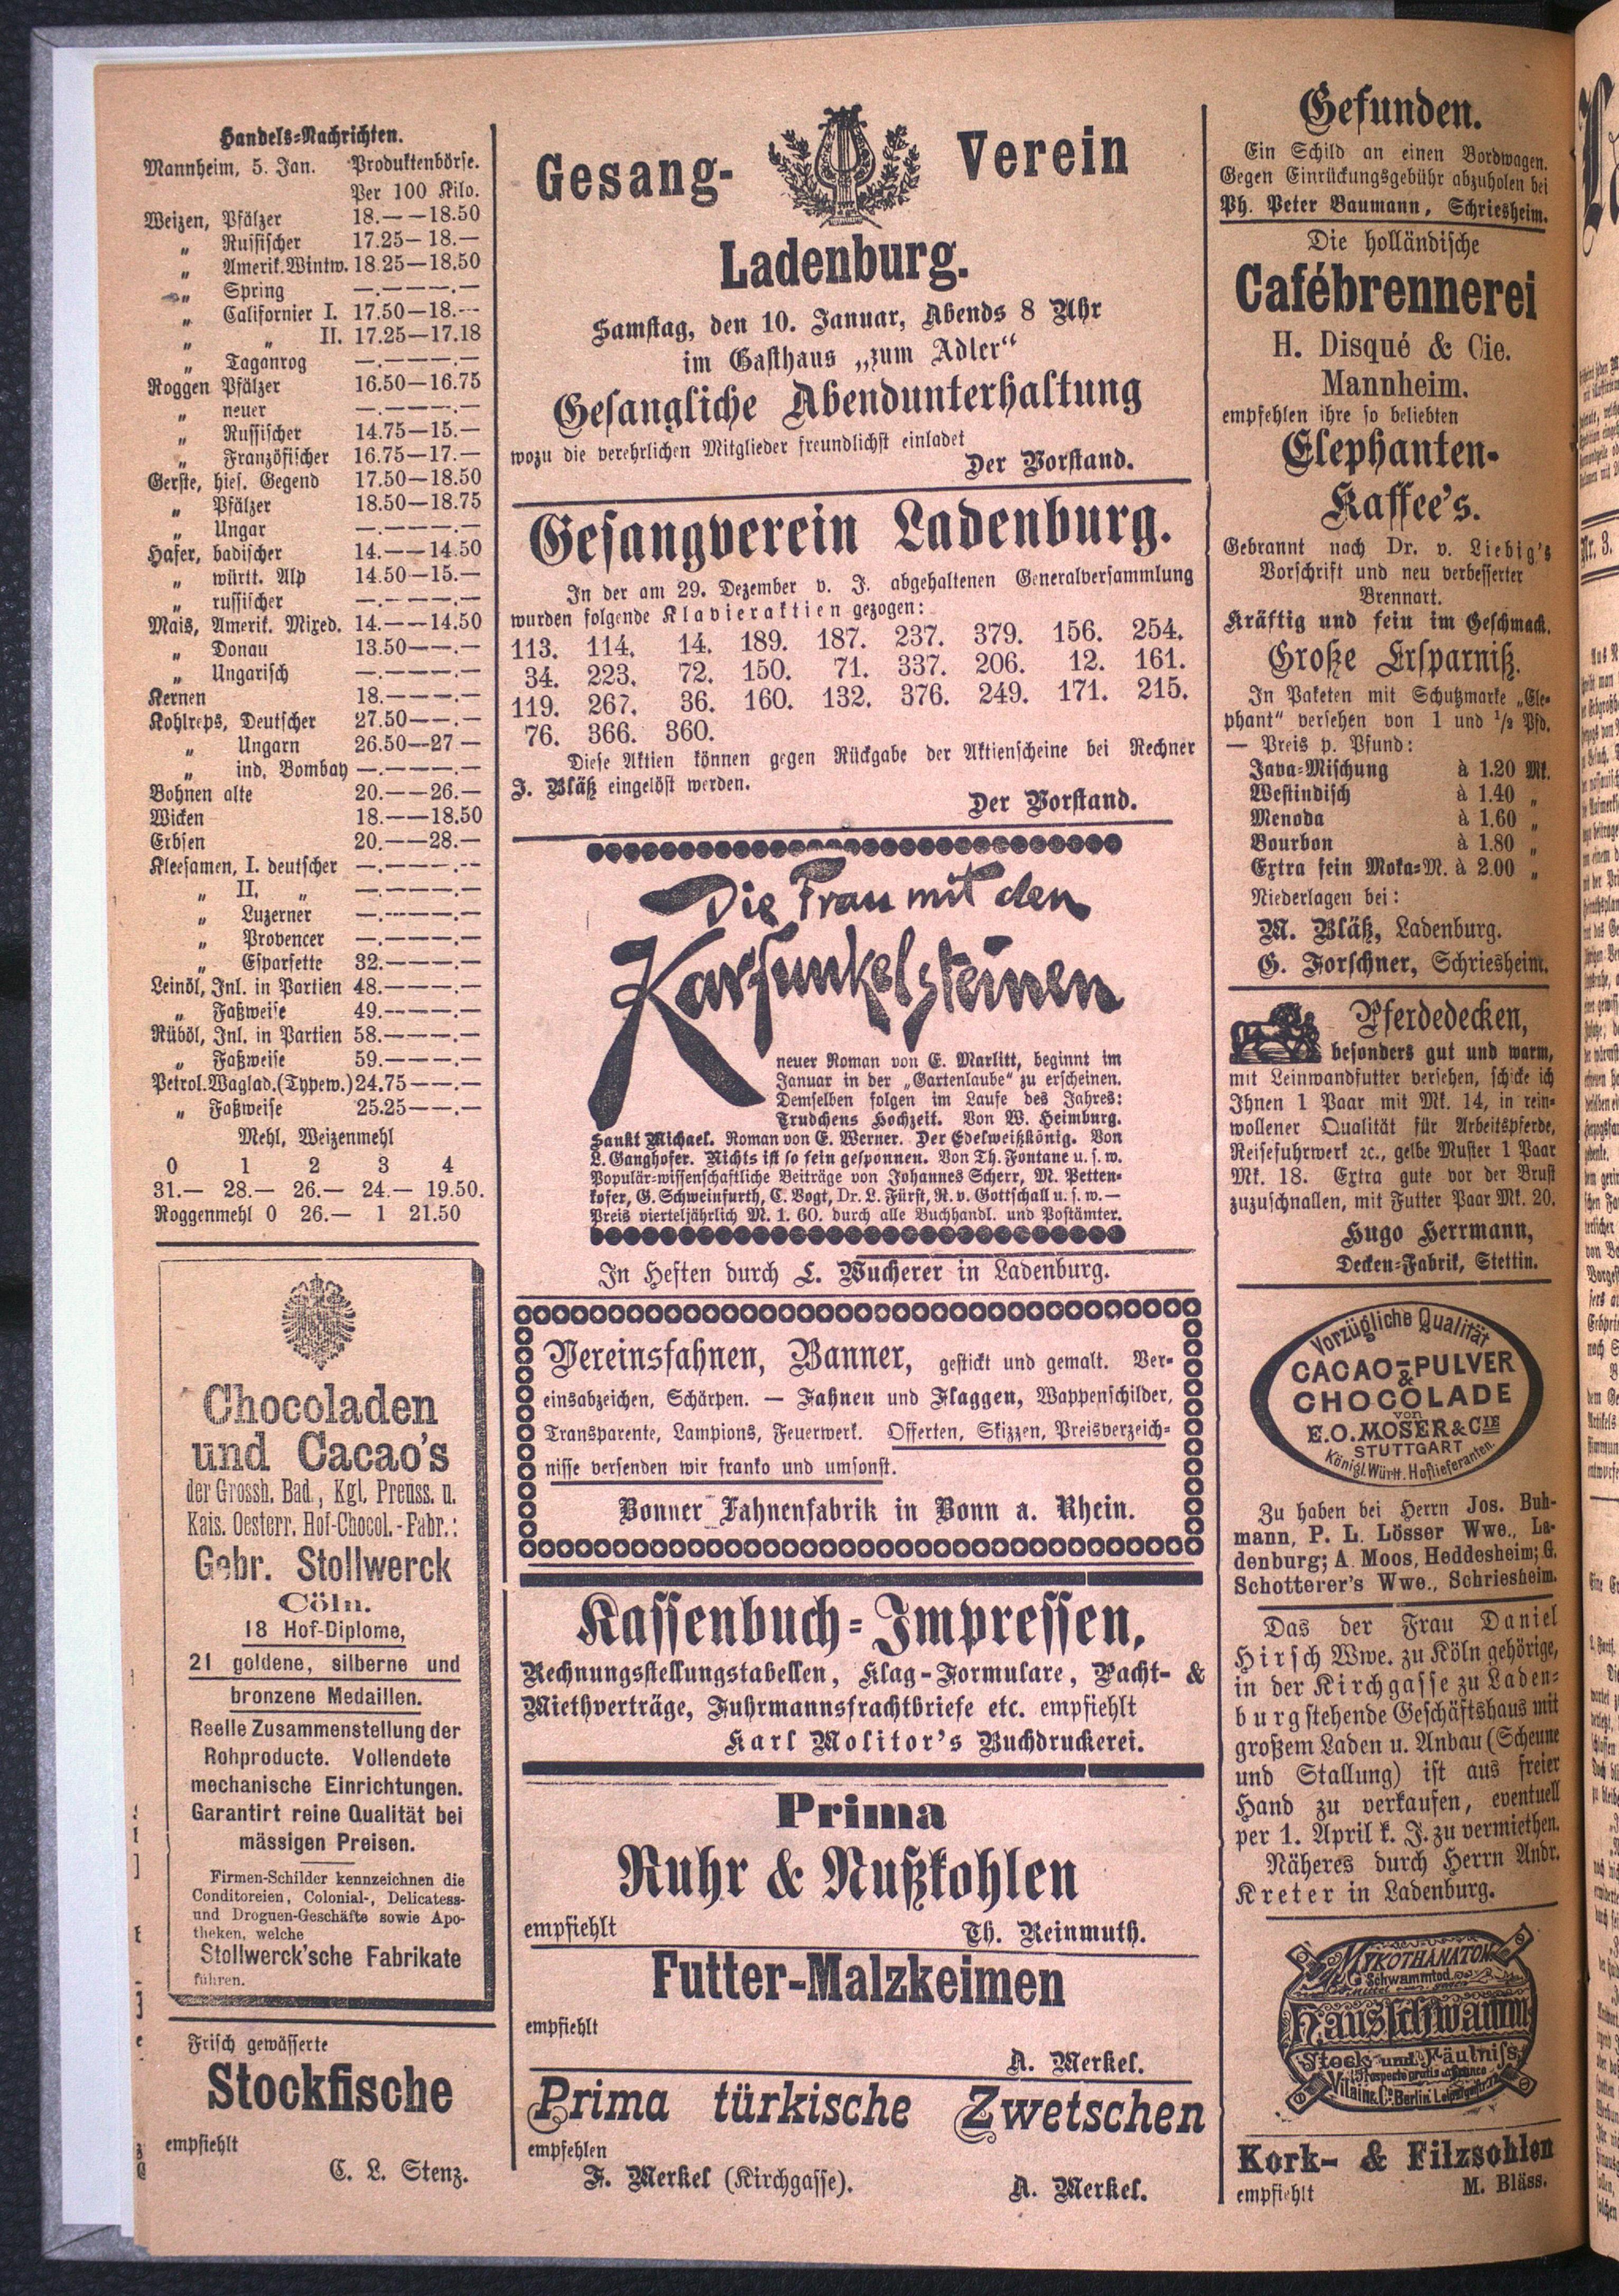 Handels=Nachrichten.
Mannheim, 5. Jan. Produktenbörse.
Per 100 Kilo.
Weizen, Pfälzer 18.— —18.50
„ Russischer 17.25— 18.—
„ Amerik. Wintw. 18.25—18.50
„ Spring —.— —.—
„ Californier I. 17.50—18.—
„ „ II. 17.25—17.18
„ Taganrog —.— —.—
Roggen Pfälzer 16.50—16.75
„ neuer —.— —.—
„ Russischer 14.75—15.—
„ Französischer 16.75—17.—
Gerste, hies. Gegend 17.50—18.50
„ Pfälzer 18.50—18.75
„ Ungar —.— —.—
Hafer, badischer 14.— —14.50
„ württ. Alp 14.50—15.—
„ russischer —.— —.—
Mais, Amerik. Mixed. 14.— —14.50
„ Donau 13.50— —.—
„ Ungarisch —.— —.—
Kernen 18.— — —.—
Kohlreps, Deutscher 27.50— —.—
„ Ungarn 26.50—27 —
„ ind. Bombay —.— —.—
Bohnen alte 20.— —26.—
Wicken 18.— —18.50
Erbsen 20.— —28.—
Kleesamen, I. deutscher —.— —.—
„ II. „ —.— —.—
„ Luzerner —.— —.—
„ Provencer —.— —.—
„ Esparsette 32.— — —.—
Leinöl, Inl. in Partien 48.— — —.—
„ Faßweise 49.— — —.—
Rüböl, Inl. in Partien 58.— — —.—
„ Faßweise 59.— — —.—
Petrol. Waglad. (Typew.) 24.75— —.—
„ Faßweise 25.25— —.—
Mehl, Weizenmehl
0 1 2 3 4
31.— 28.— 26.— 24.— 19.50.
Roggenmehl 0 26.— 1 21.50
Chocoladen
und Cacao's
der Grossh. Bad., Kgl. Preuss. u.
Kais. Oesterr. Hof-Chocol.-Fabr.:
Gebr. Stollwerck
Cöln.
18 Hof-Diplome,
21 goldene, silberne und
bronzene Medaillen.
Reelle Zusammenstellung der
Rohproducte. Vollendete
mechanische Einrichtungen.
Garantirt reine Qualität bei
mässigen Preisen.
Firmen-Schilder kennzeichnen die
Conditoreien, Colonial-, Delicatess-
und Droguen-Geschäfte sowie Apo-
theken, welche
Stollwerck'sche Fabrikate
führen.
Frisch gewässerte
Stockfische
empfiehlt
C. L. Stenz.
Gesang- Verein
Ladenburg.
Samstag, den 10. Januar, Abends 8 Uhr
im Gasthaus „zum Adler“
Gesangliche Abendunterhaltung
wozu die verehrlichen Mitglieder freundlichst einladet
Der Vorstand.
Gesangverein Ladenburg.
In der am 29. Dezember v. J. abgehaltenen Generalversammlung
wurden folgende Klavieraktien gezogen:
113. 114. 14. 189. 187. 237. 379. 156. 254.
34. 223. 72. 150. 71. 337. 206. 12. 161.
119. 267. 36. 160. 132. 376. 249. 171. 215.
76. 366. 360.
Diese Aktien können gegen Rückgabe der Aktienscheine bei Rechner
J. Bläß eingelöst werden.
Der Vorstand.
Die Frau mit den
Karfunkelsteinen
neuer Roman von E. Marlitt, beginnt im
Januar in der „Gartenlaube“ zu erscheinen.
Demselben folgen im Laufe des Jahres:
Trudchens Hochzeit. Von W. Heimburg.
Sankt Michael. Roman von E. Werner. Der Edelweißkönig. Von
L. Ganghofer. Nichts ist so fein gesponnen. Von Th. Fontane u. s. w.
Populär-wissenschaftliche Beiträge von Johannes Scherr, M. Petten-
kofer, G. Schweinfurth, C. Vogt, Dr. L. Fürst, R. v. Gottschall u. s. w. —
Preis vierteljährlich M. 1. 60. durch alle Buchhandl. und Postämter.
In Heften durch L. Wucherer in Ladenburg.
Vereinsfahnen, Banner, gestickt und gemalt. Ver-
einsabzeichen, Schärpen. — Fahnen und Flaggen, Wappenschilder,
Transparente, Lampions, Feuerwerk. Offerten, Skizzen, Preisverzeich=
nisse versenden wir franko und umsonst.
Bonner Fahnenfabrik in Bonn a. Rhein.
Kassenbuch=Impressen,
Rechnungsstellungstabellen, Klag-Formulare, Pacht- &
Miethverträge, Fuhrmannsfrachtbriefe etc. empfiehlt
Karl Molitor's Buchdruckerei.
Prima
Ruhr & Nußkohlen
empfiehlt Th. Reinmuth.
Futter-Malzkeimen
empfiehlt
A. Merkel.
Prima türkische Zwetschen
empfehlen
F. Merkel (Kirchgasse). A. Merkel.
Gefunden.
Ein Schild an einen Bordwagen.
Gegen Einrückungsgebühr abzuholen bei
Ph. Peter Baumann, Schriesheim.
Die holländische
Cafébrennerei
H. Disqué & Cie.
Mannheim.
empfehlen ihre so beliebten
Elephanten-
Kaffee's.
Gebrannt nach Dr. v. Liebig's
Vorschrift und neu verbesserter
Brennart.
Kräftig und fein im Geschmack.
Große Ersparniß.
In Paketen mit Schutzmarke „Ele=
phant“ versehen von 1 und 1/2 Pfd.
— Preis p. Pfund:
Java=Mischung à 1.20 Mk.
Westindisch à 1.40 „
Menoda à 1.60 „
Bourbon à 1.80 „
Extra fein Moka=M. à 2.00 „
Niederlagen bei:
M. Bläß, Ladenburg.
G. Forschner, Schriesheim.
Pferdedecken,
besonders gut und warm,
mit Leinwandfutter versehen, schicke ich
Ihnen 1 Paar mit Mk. 14, in rein=
wollener Qualität für Arbeitspferde,
Reisefuhrwerk 2c., gelbe Muster 1 Paar
Mk. 18. Extra gute vor der Brust
zuzuschnallen, mit Futter Paar Mk. 20.
Hugo Herrmann,
Decken=Fabrik, Stettin.
Vorzügliche Qualität
CACAO-PULVER
&
CHOCOLADE
von
E.O. MOSER & CIE
STUTTGART
Königl. Württ. Hoflieferanten.
Zu haben bei Herrn Jos. Buh-
mann, P. L. Lösser Wwe., La-
denburg; A. Moos, Heddesheim; G.
Schotterer's Wwe., Schriesheim.
Das der Frau Daniel
Hirsch Wwe. zu Köln gehörige,
in der Kirchgasse zu Laden=
burg stehende Geschäftshaus mit
großem Laden u. Anbau (Scheune
und Stallung) ist aus freier
Hand zu verkaufen, eventuell
per 1. April k. J. zu vermiethen.
Näheres durch Herrn Andr.
Kreter in Ladenburg.
MYKOTHANATON
Schwammtod
Hausschwamm
Stock und Fäulniss
Prospecte gratis
Vilain & Co. Berlin
Kork- & Filzsohlen
empfiehlt M. Bläss.
Nr. 3.